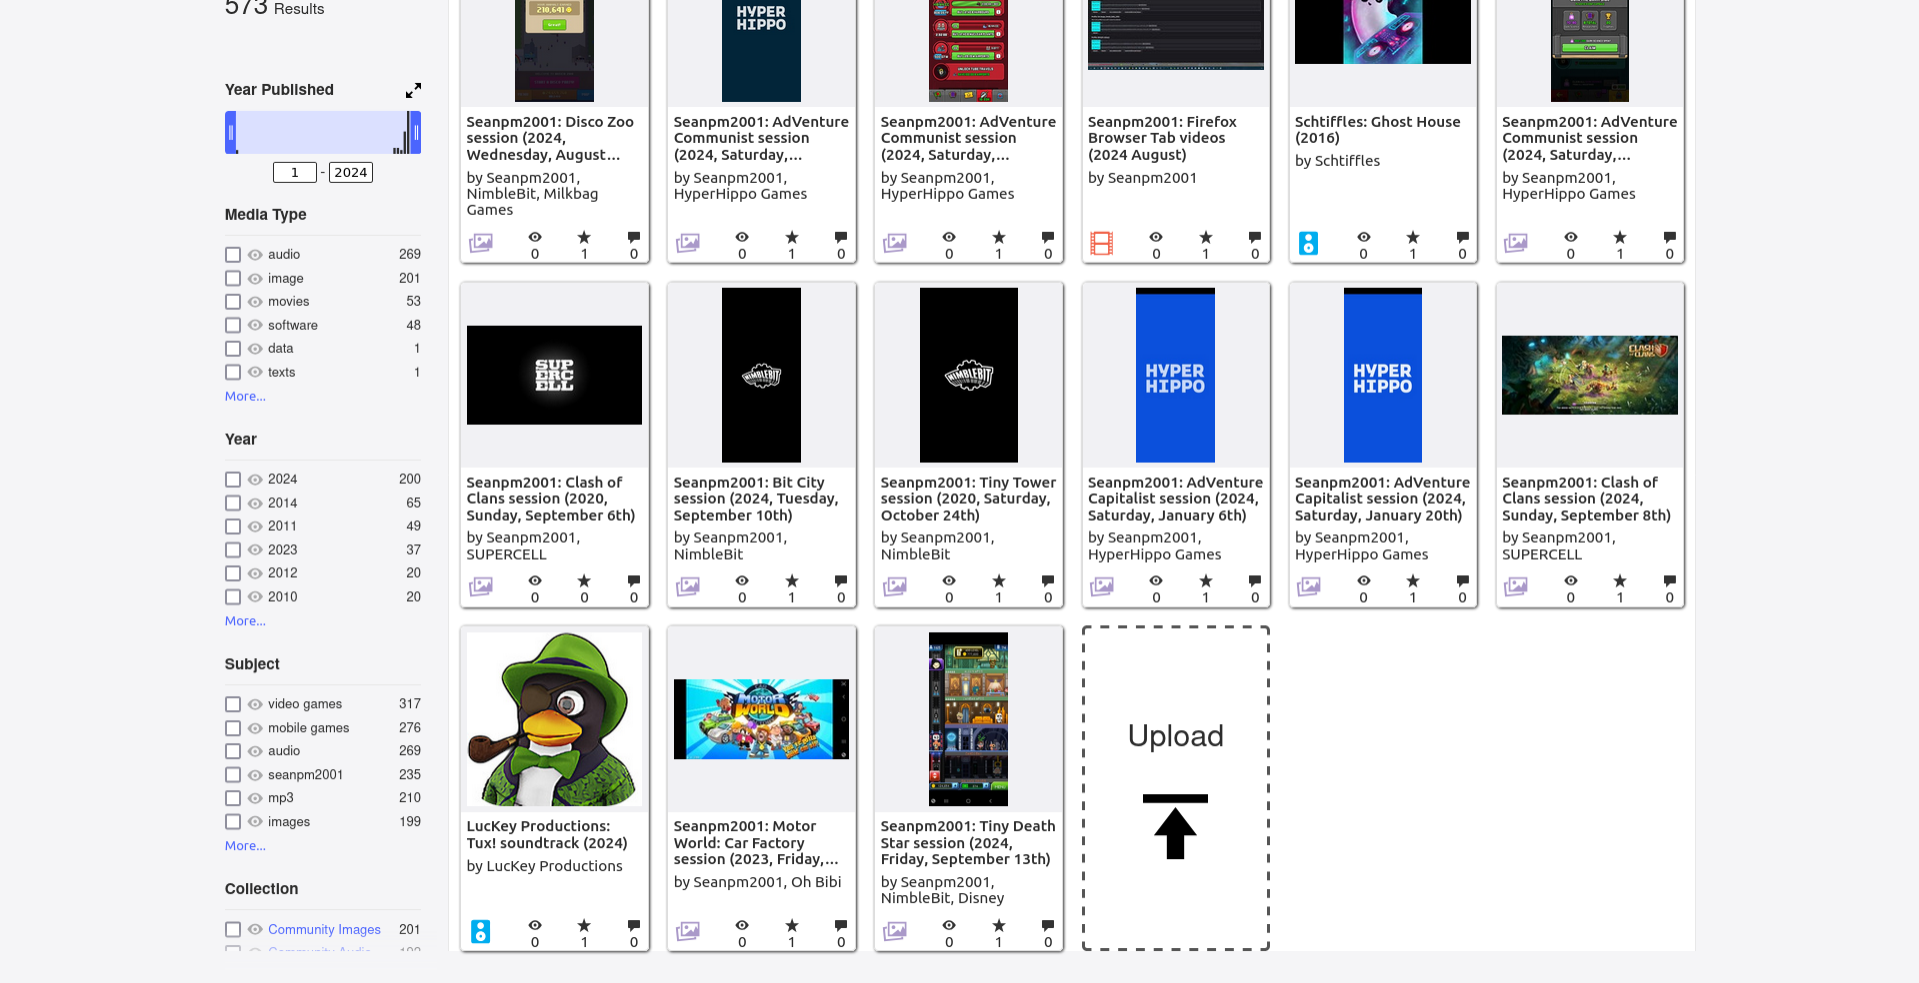 573 Results
Year Published
1 - 2024
Media Type
audio 269
image 201
movies 53
software 48
data 1
texts 1
More...
Year
2024 200
2014 65
2011 49
2023 37
2012 20
2010 20
More...
Subject
video games 317
mobile games 276
audio 269
seanpm2001 235
mp3 210
images 199
More...
Collection
Community Images 201
210,641
Seanpm2001: Disco Zoo
session (2024,
Wednesday, August...
by Seanpm2001,
NimbleBit, Milkbag
Games
0 1 0
HYPER
HIPPO
Seanpm2001: AdVenture
Communist session
(2024, Saturday,...
by Seanpm2001,
HyperHippo Games
0 1 0
Seanpm2001: AdVenture
Communist session
(2024, Saturday,...
by Seanpm2001,
HyperHippo Games
0 1 0
Seanpm2001: Firefox
Browser Tab videos
(2024 August)
by Seanpm2001
0 1 0
Schtiffles: Ghost House
(2016)
by Schtiffles
0 1 0
Seanpm2001: AdVenture
Communist session
(2024, Saturday,...
by Seanpm2001,
HyperHippo Games
0 1 0
SUP
ERC
ELL
Seanpm2001: Clash of
Clans session (2020,
Sunday, September 6th)
by Seanpm2001,
SUPERCELL
0 0 0
NIMBLEBIT
Seanpm2001: Bit City
session (2024, Tuesday,
September 10th)
by Seanpm2001,
NimbleBit
0 1 0
NIMBLEBIT
Seanpm2001: Tiny Tower
session (2020, Saturday,
October 24th)
by Seanpm2001,
NimbleBit
0 1 0
HYPER
HIPPO
Seanpm2001: AdVenture
Capitalist session (2024,
Saturday, January 6th)
by Seanpm2001,
HyperHippo Games
0 1 0
HYPER
HIPPO
Seanpm2001: AdVenture
Capitalist session (2024,
Saturday, January 20th)
by Seanpm2001,
HyperHippo Games
0 1 0
CLASH
OF CLANS
Seanpm2001: Clash of
Clans session (2024,
Sunday, September 8th)
by Seanpm2001,
SUPERCELL
0 1 0
LucKey Productions:
Tux! soundtrack (2024)
by LucKey Productions
0 1 0
MOTOR
WORLD
Seanpm2001: Motor
World: Car Factory
session (2023, Friday,...
by Seanpm2001, Oh Bibi
0 1 0
Seanpm2001: Tiny Death
Star session (2024,
Friday, September 13th)
by Seanpm2001,
NimbleBit, Disney
0 1 0
Upload